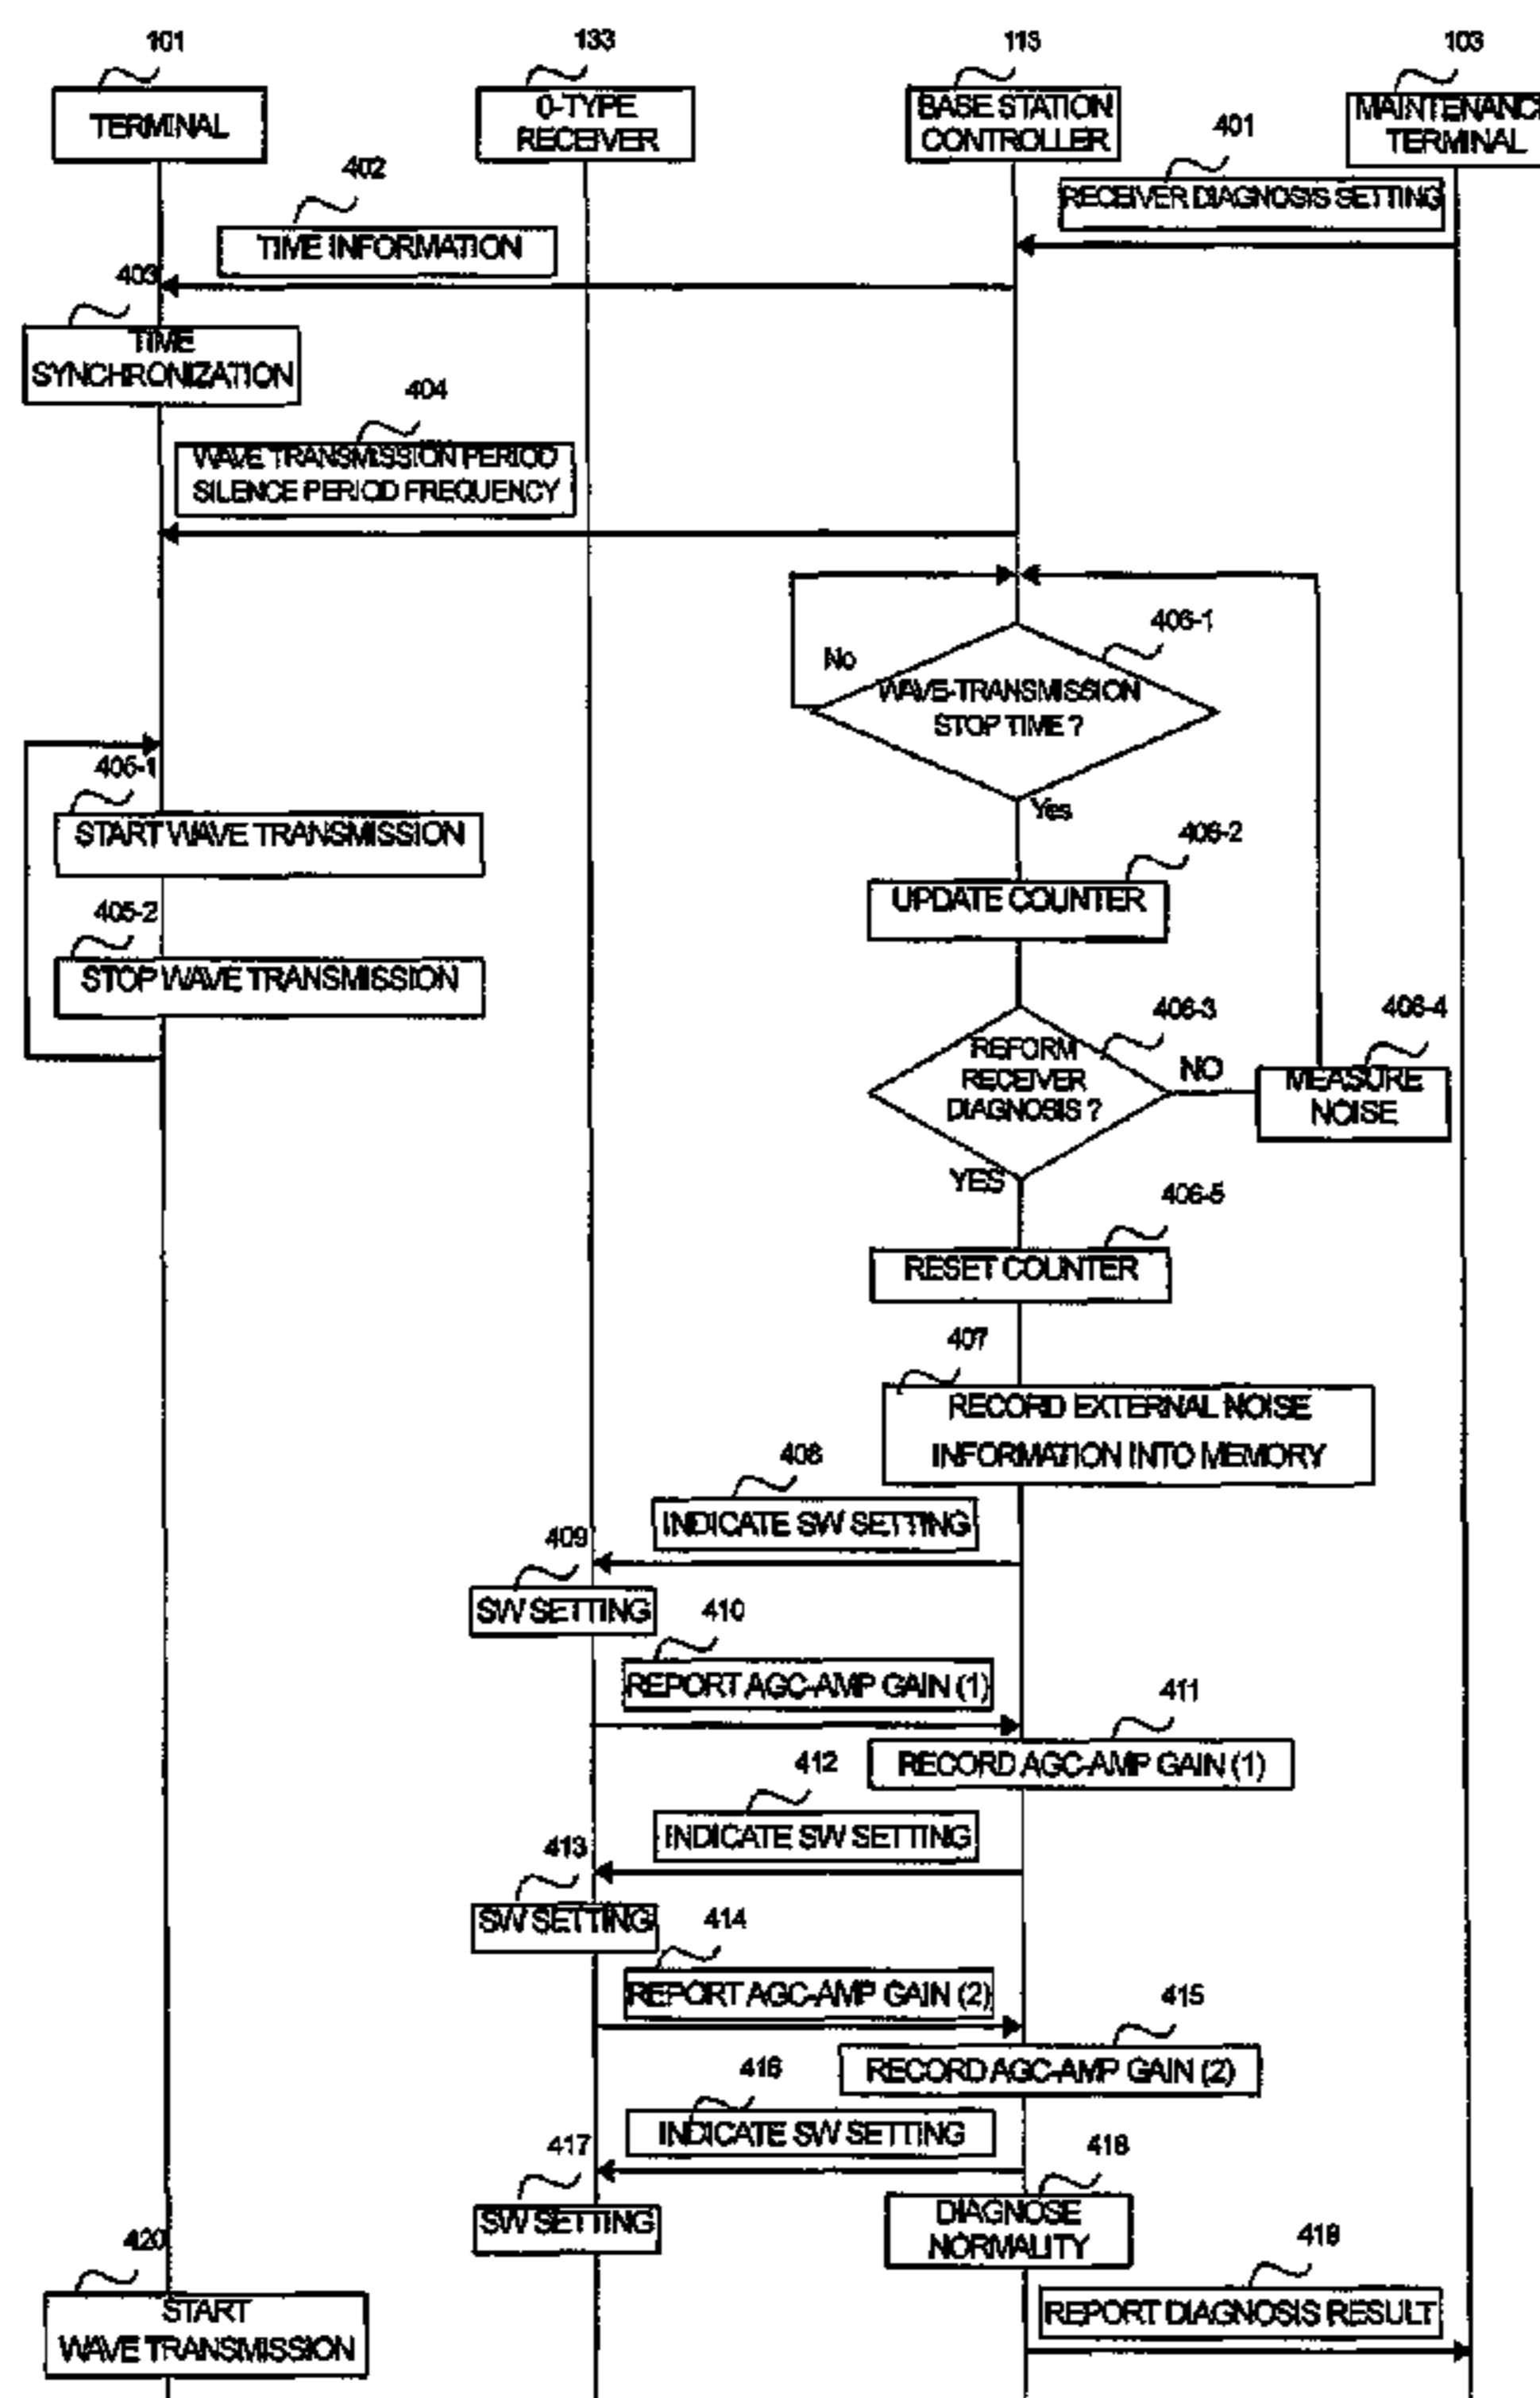 101
133
113
103
TERMINAL
0-TYPE
RECEIVER
BASE STATION
CONTROLLER
MAINTENANCE
TERMINAL
401
RECEIVER DIAGNOSIS SETTING
402
TIME INFORMATION
403
TIME
SYNCHRONIZATION
404
WAVE TRANSMISSION PERIOD
SILENCE PERIOD FREQUENCY
406-1
No
WAVE-TRANSMISSION
STOP TIME ?
Yes
405-1
START WAVE TRANSMISSION
406-2
UPDATE COUNTER
405-2
STOP WAVE TRANSMISSION
406-3
REFORM
RECEIVER
DIAGNOSIS ?
NO
406-4
MEASURE
NOISE
YES
406-5
RESET COUNTER
407
RECORD EXTERNAL NOISE
INFORMATION INTO MEMORY
408
INDICATE SW SETTING
409
SW SETTING
410
REPORT AGC-AMP GAIN (1)
411
RECORD AGC-AMP GAIN (1)
412
INDICATE SW SETTING
413
SW SETTING
414
REPORT AGC-AMP GAIN (2)
415
RECORD AGC-AMP GAIN (2)
416
INDICATE SW SETTING
417
SW SETTING
418
DIAGNOSE
NORMALITY
419
REPORT DIAGNOSIS RESULT
420
START
WAVE TRANSMISSION